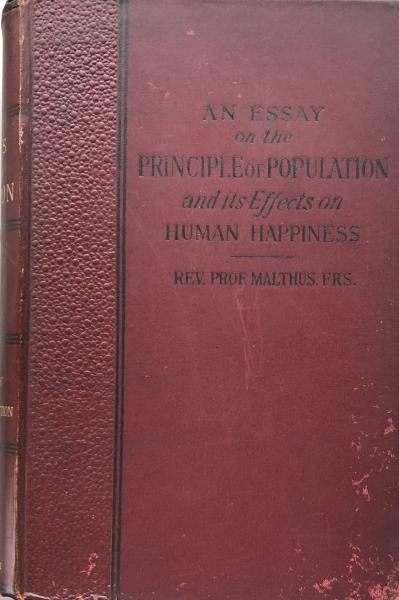 AN ESSAY
on the
PRINCIPLE OF POPULATION
and its Effects on
HUMAN HAPPINESS
REV. PROF. MALTHUS. F.R.S.